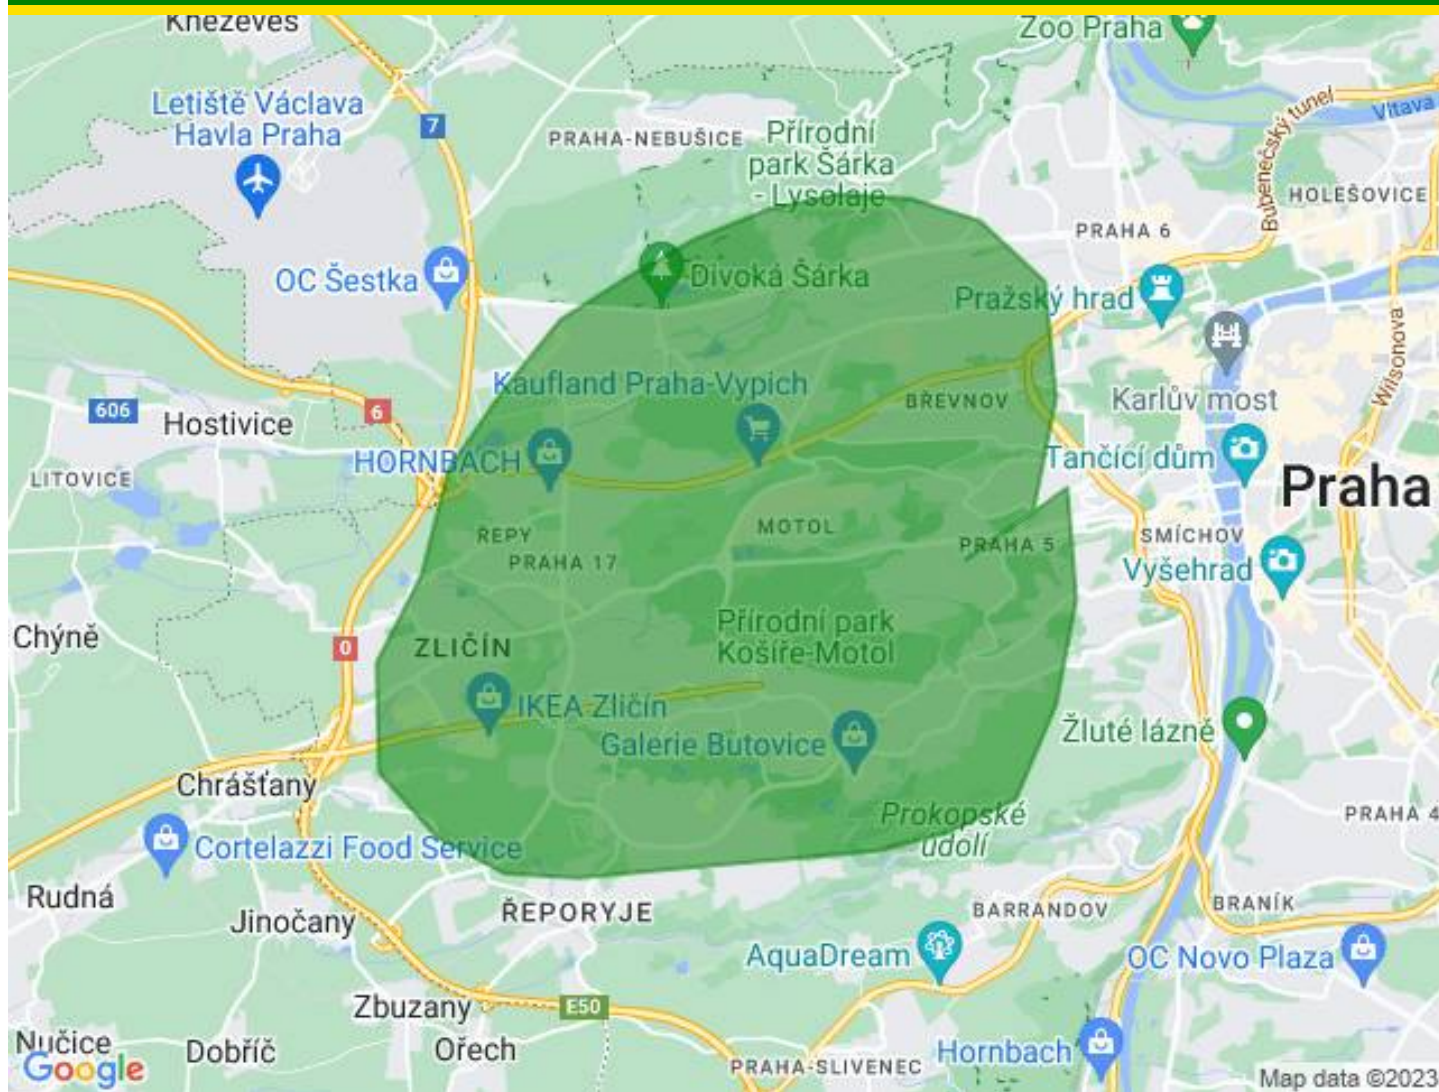 Kněževes
Zoo Praha
Letiště Václava
Havla Praha
7
PRAHA-NEBUŠICE
Přírodní
park Šárka
- Lysolaje
Bubenečský tunel
Vltava
HOLEŠOVICE
PRAHA 6
OC Šestka
Divoká Šárka
Pražský hrad
Wilsonova
Kaufland Praha-Vypich
606
6
Hostivice
BŘEVNOV
Karlův most
HORNBACH
LITOVICE
Tančící dům
Praha
ŘEPY
MOTOL
PRAHA 17
PRAHA 5
SMÍCHOV
Vyšehrad
Chýně
0
ZLIČÍN
Přírodní park
Košíře-Motol
IKEA Zličín
Galerie Butovice
Žluté lázně
Chrášťany
Prokopské
údolí
PRAHA 4
Cortelazzi Food Service
Rudná
Jinočany
ŘEPORYJE
BARRANDOV
BRANÍK
AquaDream
OC Novo Plaza
Zbuzany
E50
Nučice
Dobříč
Ořech
PRAHA-SLIVENEC
Hornbach
Google
Map data ©2023